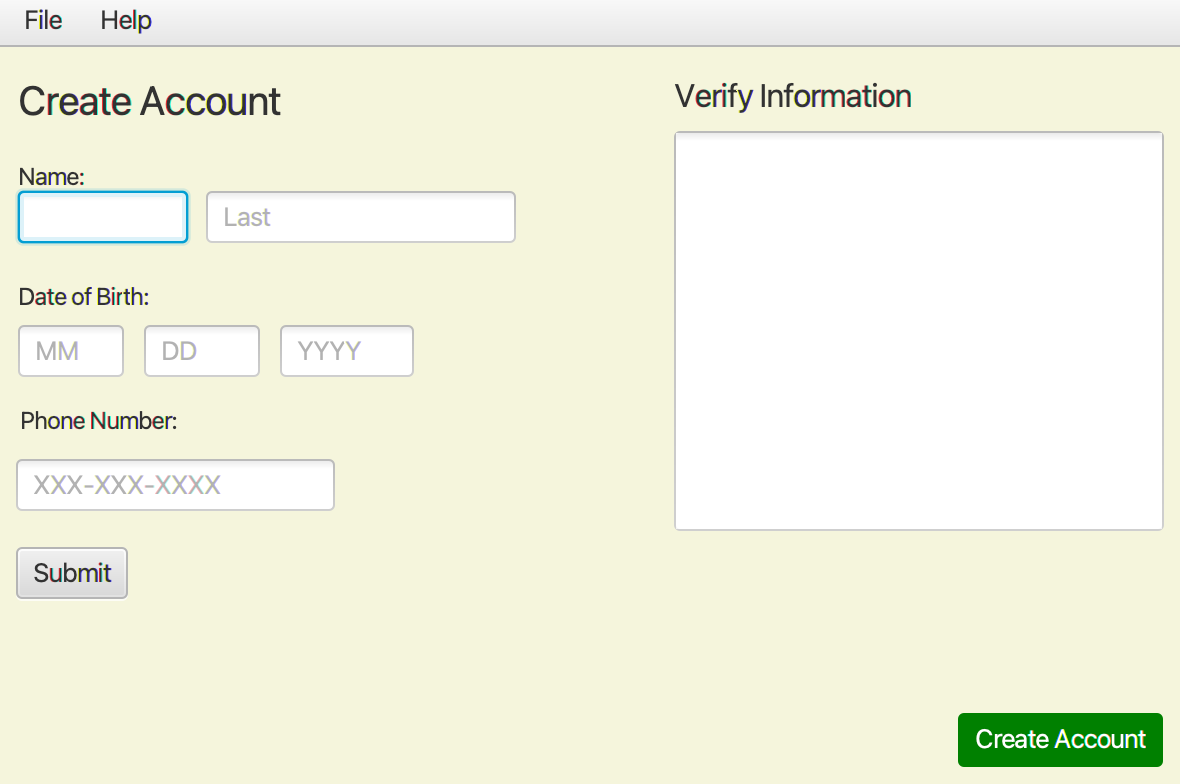 File Help
Create Account
Name:
Last
Date of Birth:
MM DD YYYY
Phone Number:
XXX-XXX-XXXX
Submit
Verify Information
Create Account